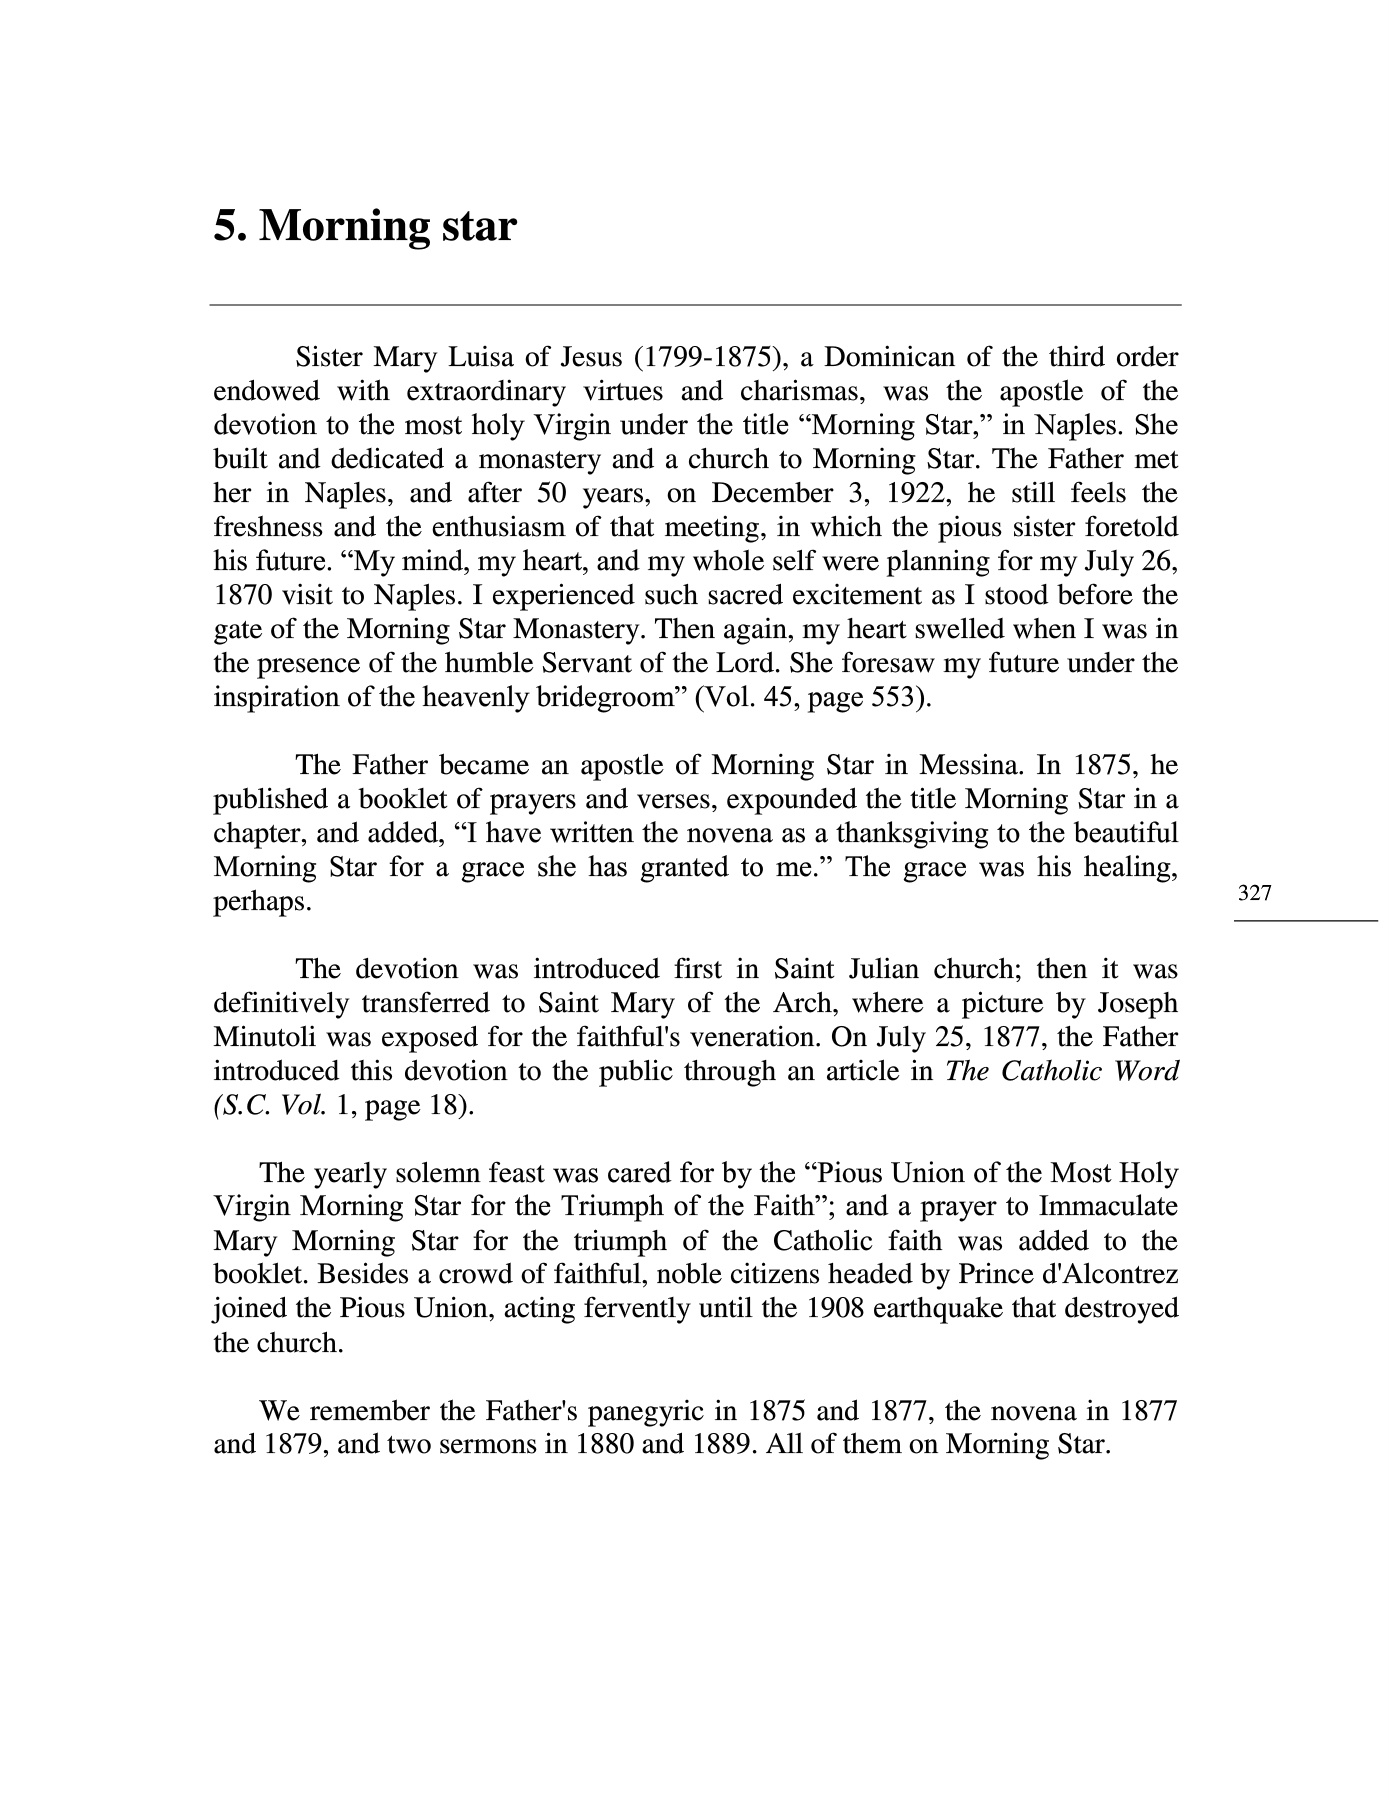 5. Morning star
Sister Mary Luisa of Jesus (1799-1875), a Dominican of the third order
endowed with extraordinary virtues and charismas, was the apostle of the
devotion to the most holy Virgin under the title “Morning Star,” in Naples. She
built and dedicated a monastery and a church to Morning Star. The Father met
her in Naples, and after 50 years, on December 3, 1922, he still feels the
freshness and the enthusiasm of that meeting, in which the pious sister foretold
his future. “My mind, my heart, and my whole self were planning for my July 26,
1870 visit to Naples. I experienced such sacred excitement as I stood before the
gate of the Morning Star Monastery. Then again, my heart swelled when I was in
the presence of the humble Servant of the Lord. She foresaw my future under the
inspiration of the heavenly bridegroom” (Vol. 45, page 553).
The Father became an apostle of Morning Star in Messina. In 1875, he
published a booklet of prayers and verses, expounded the title Morning Star in a
chapter, and added, “I have written the novena as a thanksgiving to the beautiful
Morning Star for a grace she has granted to me.” The grace was his healing,
perhaps.
327
The devotion was introduced first in Saint Julian church; then it was
definitively transferred to Saint Mary of the Arch, where a picture by Joseph
Minutoli was exposed for the faithful's veneration. On July 25, 1877, the Father
introduced this devotion to the public through an article in The Catholic Word
(S.C. Vol. 1, page 18).
The yearly solemn feast was cared for by the “Pious Union of the Most Holy
Virgin Morning Star for the Triumph of the Faith”; and a prayer to Immaculate
Mary Morning Star for the triumph of the Catholic faith was added to the
booklet. Besides a crowd of faithful, noble citizens headed by Prince d'Alcontrez
joined the Pious Union, acting fervently until the 1908 earthquake that destroyed
the church.
We remember the Father's panegyric in 1875 and 1877, the novena in 1877
and 1879, and two sermons in 1880 and 1889. All of them on Morning Star.